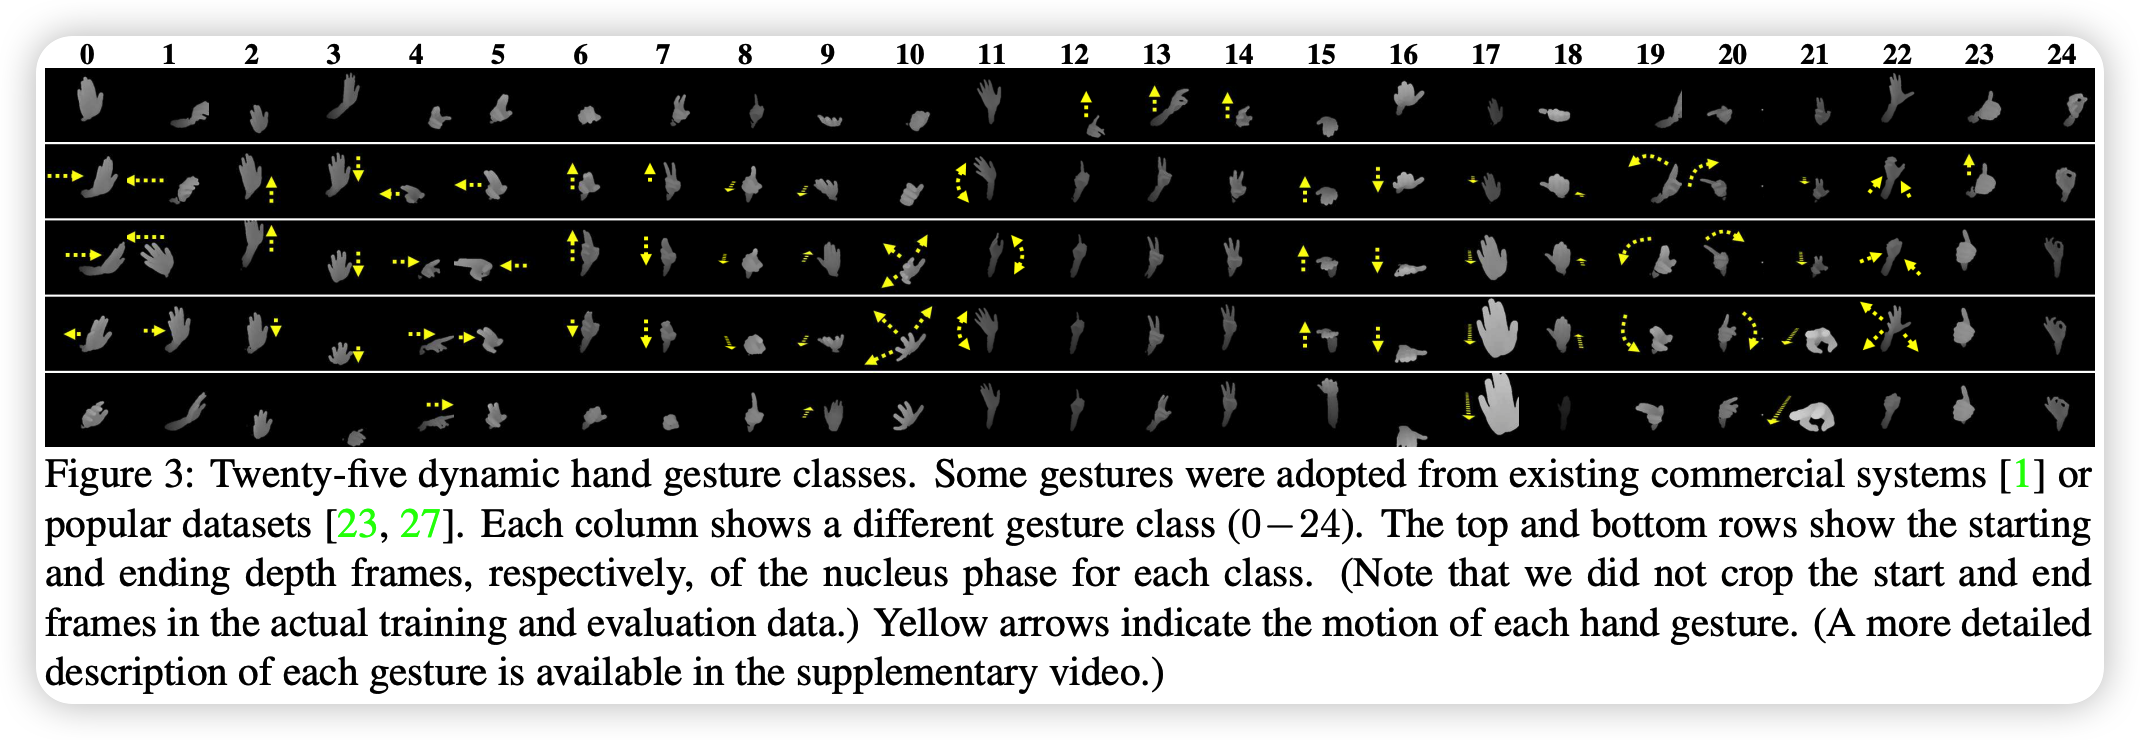 0 1 2 3 4 5 6 7 8 9 10 11 12 13 14 15 16 17 18 19 20 21 22 23 24
Figure 3: Twenty-five dynamic hand gesture classes. Some gestures were adopted from existing commercial systems [1] or
popular datasets [23, 27]. Each column shows a different gesture class (0−24). The top and bottom rows show the starting
and ending depth frames, respectively, of the nucleus phase for each class. (Note that we did not crop the start and end
frames in the actual training and evaluation data.) Yellow arrows indicate the motion of each hand gesture. (A more detailed
description of each gesture is available in the supplementary video.)